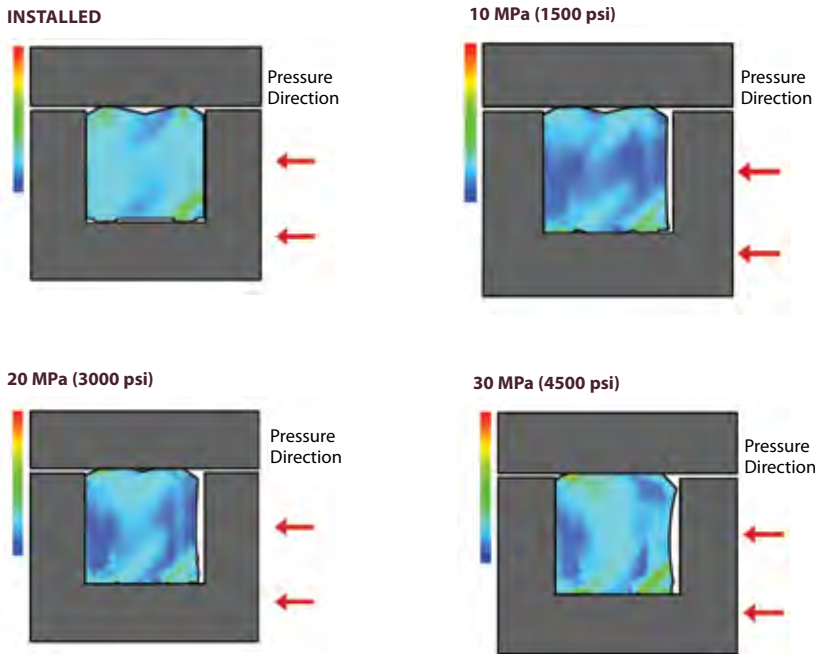 INSTALLED
Pressure
Direction
10 MPa (1500 psi)
Pressure
Direction
20 MPa (3000 psi)
Pressure
Direction
30 MPa (4500 psi)
Pressure
Direction